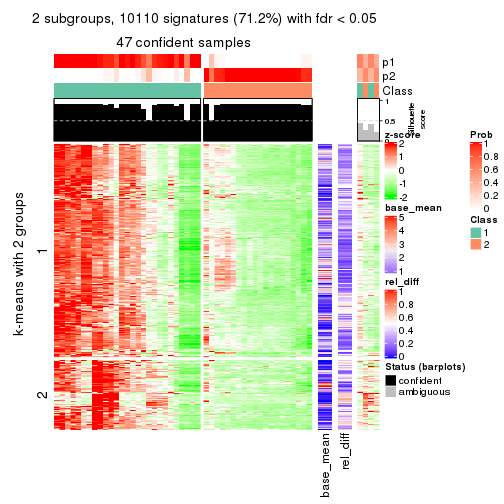 2 subgroups, 10110 signatures (71.2%) with fdr < 0.05
47 confident samples
p1
p2
Class
1
0.5
0
Silhouette
score
k-means with 2 groups
1
2
base_mean
rel_diff
z-score
2
1
0
-1
-2
base_mean
5
4
3
2
1
rel_diff
1
0.8
0.6
0.4
0.2
0
Status (barplots)
confident
ambiguous
Prob
1
0.8
0.6
0.4
0.2
0
Class
1
2